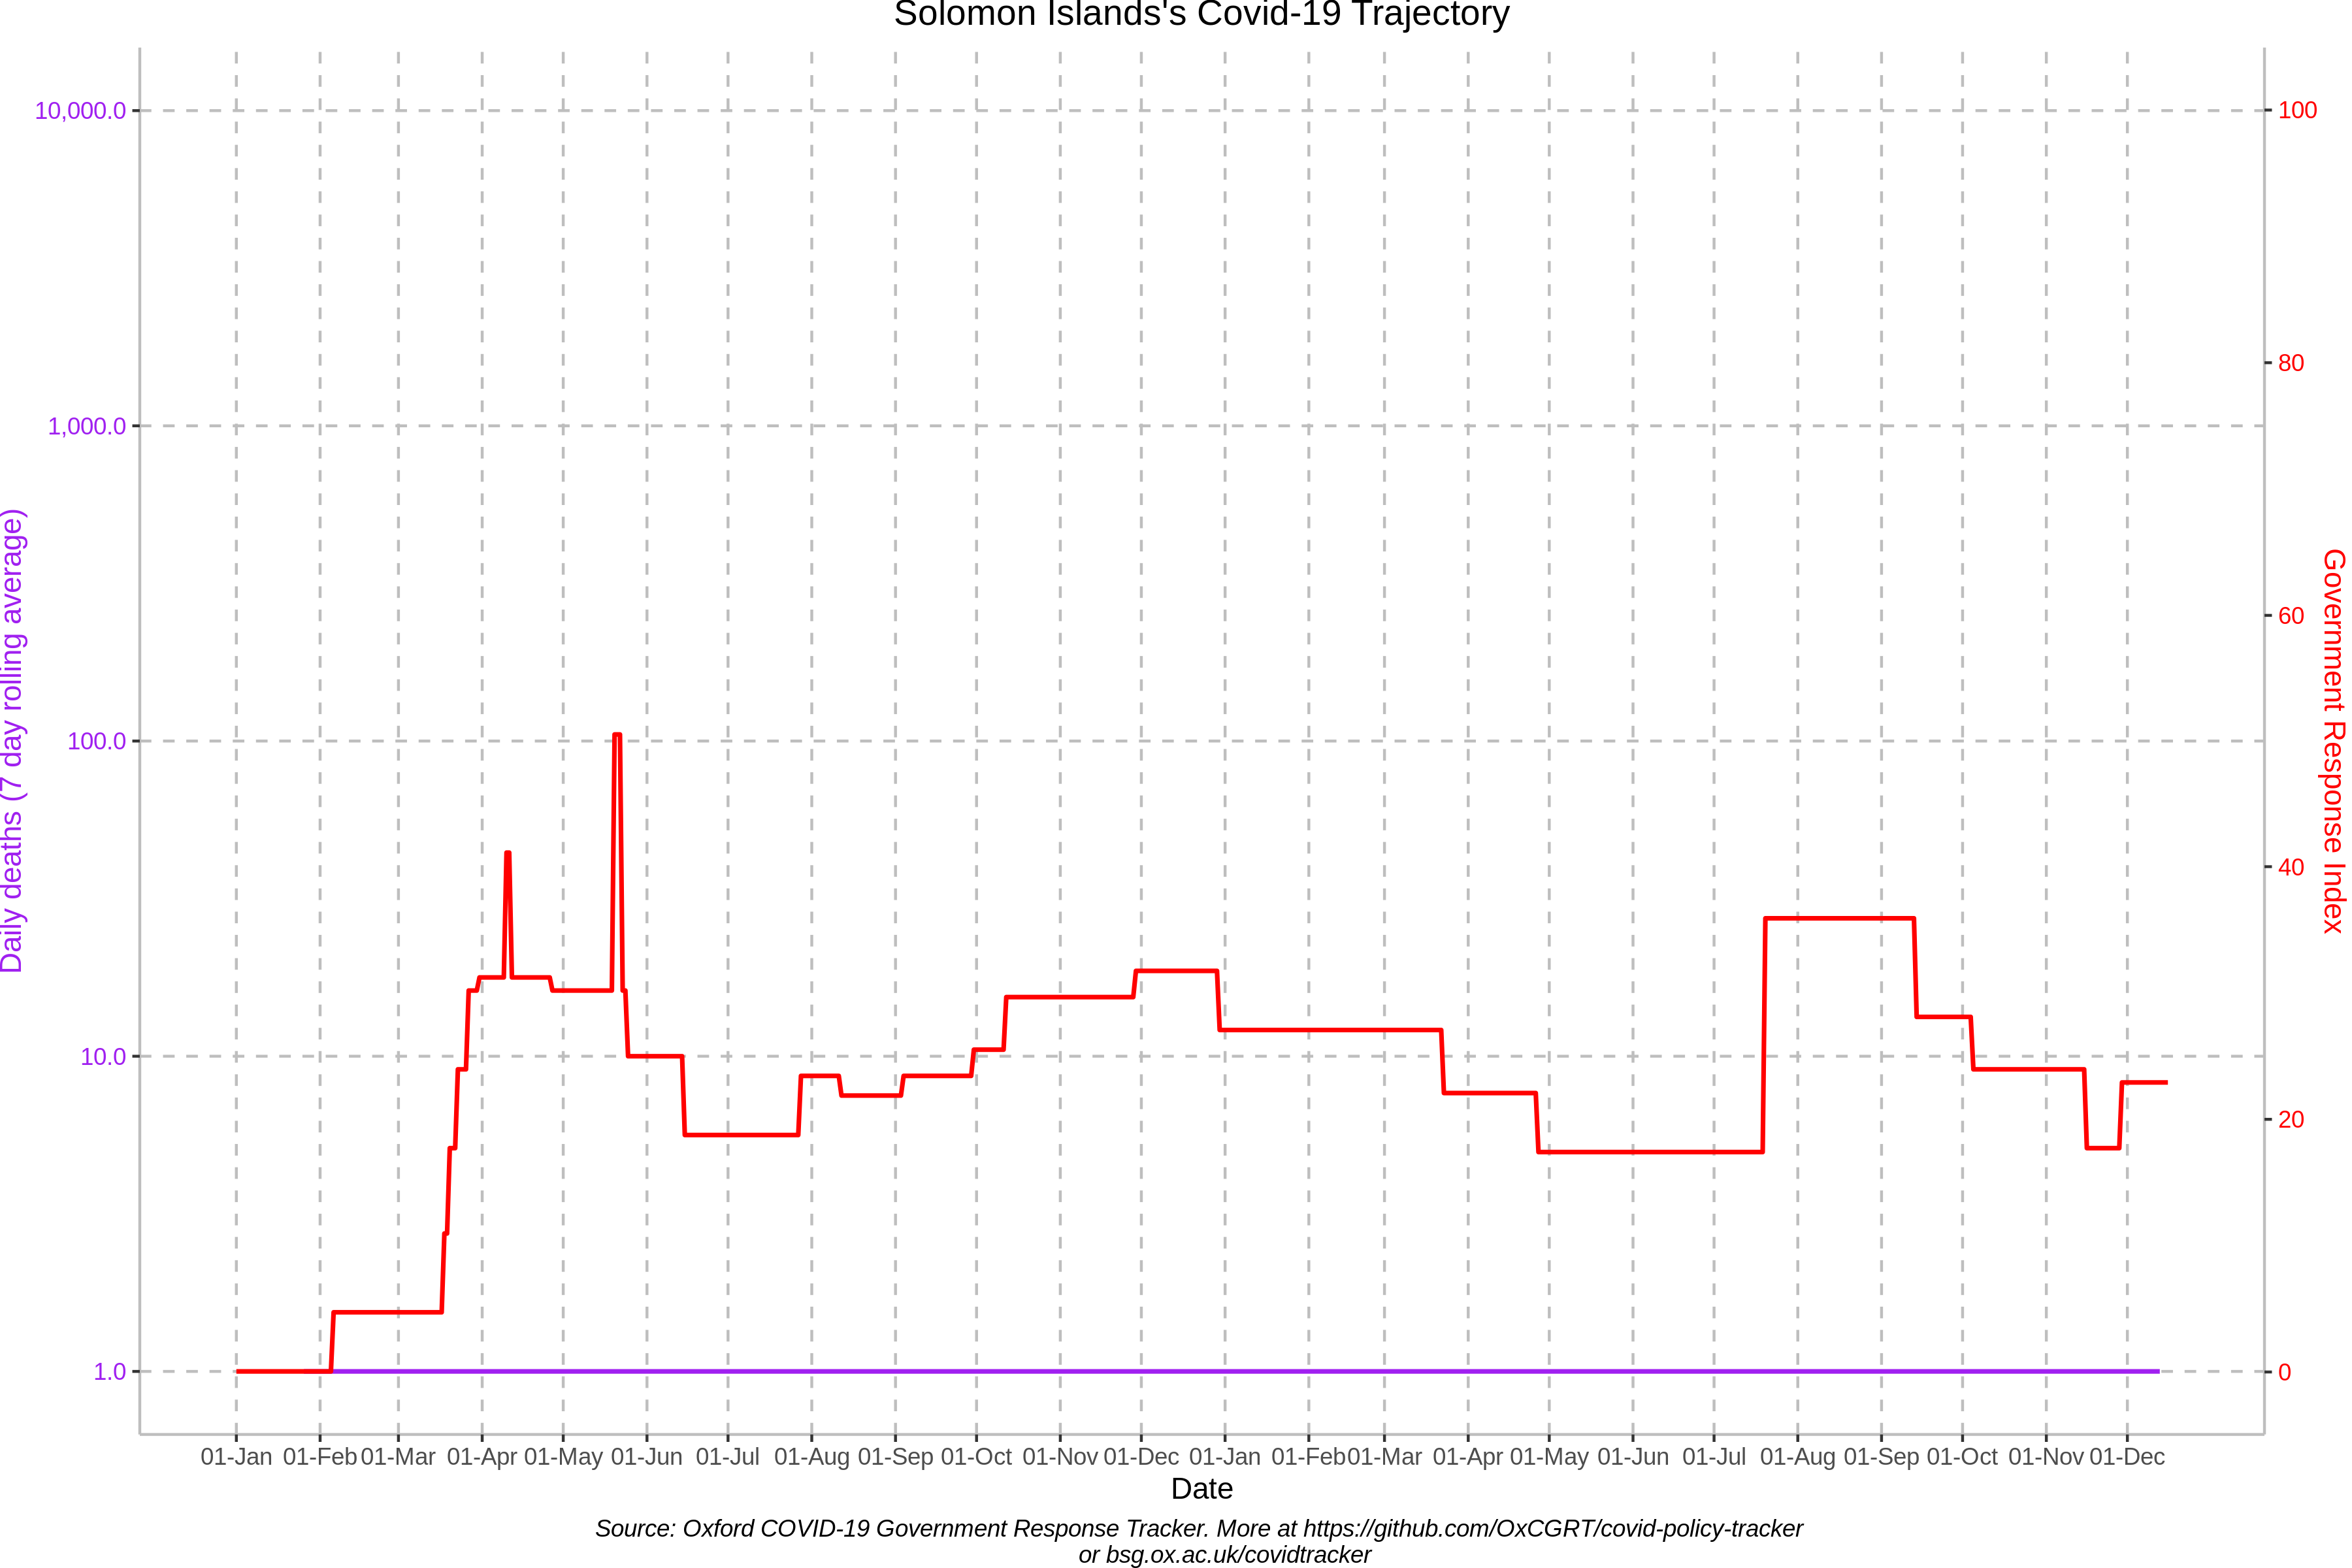 Solomon Islands's Covid-19 Trajectory
10,000.0
1,000.0
100.0
10.0
1.0
Daily deaths (7 day rolling average)
100
80
60
40
20
0
Government Response Index
01-Jan 01-Feb 01-Mar 01-Apr 01-May 01-Jun 01-Jul 01-Aug 01-Sep 01-Oct 01-Nov 01-Dec 01-Jan 01-Feb 01-Mar 01-Apr 01-May 01-Jun 01-Jul 01-Aug 01-Sep 01-Oct 01-Nov 01-Dec
Date
Source: Oxford COVID-19 Government Response Tracker. More at https://github.com/OxCGRT/covid-policy-tracker
or bsg.ox.ac.uk/covidtracker